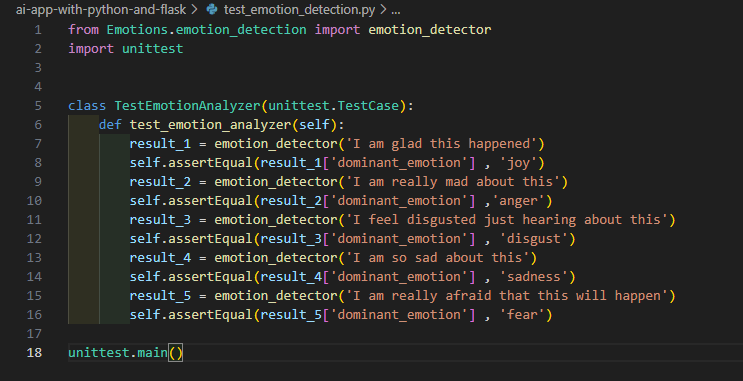 ai-app-with-python-and-flask > test_emotion_detection.py > ...
1 from Emotions.emotion_detection import emotion_detector
2 import unittest
3
4
5 class TestEmotionAnalyzer(unittest.TestCase):
6     def test_emotion_analyzer(self):
7         result_1 = emotion_detector('I am glad this happened')
8         self.assertEqual(result_1['dominant_emotion'] , 'joy')
9         result_2 = emotion_detector('I am really mad about this')
10         self.assertEqual(result_2['dominant_emotion'] ,'anger')
11         result_3 = emotion_detector('I feel disgusted just hearing about this')
12         self.assertEqual(result_3['dominant_emotion'] , 'disgust')
13         result_4 = emotion_detector('I am so sad about this')
14         self.assertEqual(result_4['dominant_emotion'] , 'sadness')
15         result_5 = emotion_detector('I am really afraid that this will happen')
16         self.assertEqual(result_5['dominant_emotion'] , 'fear')
17
18 unittest.main()